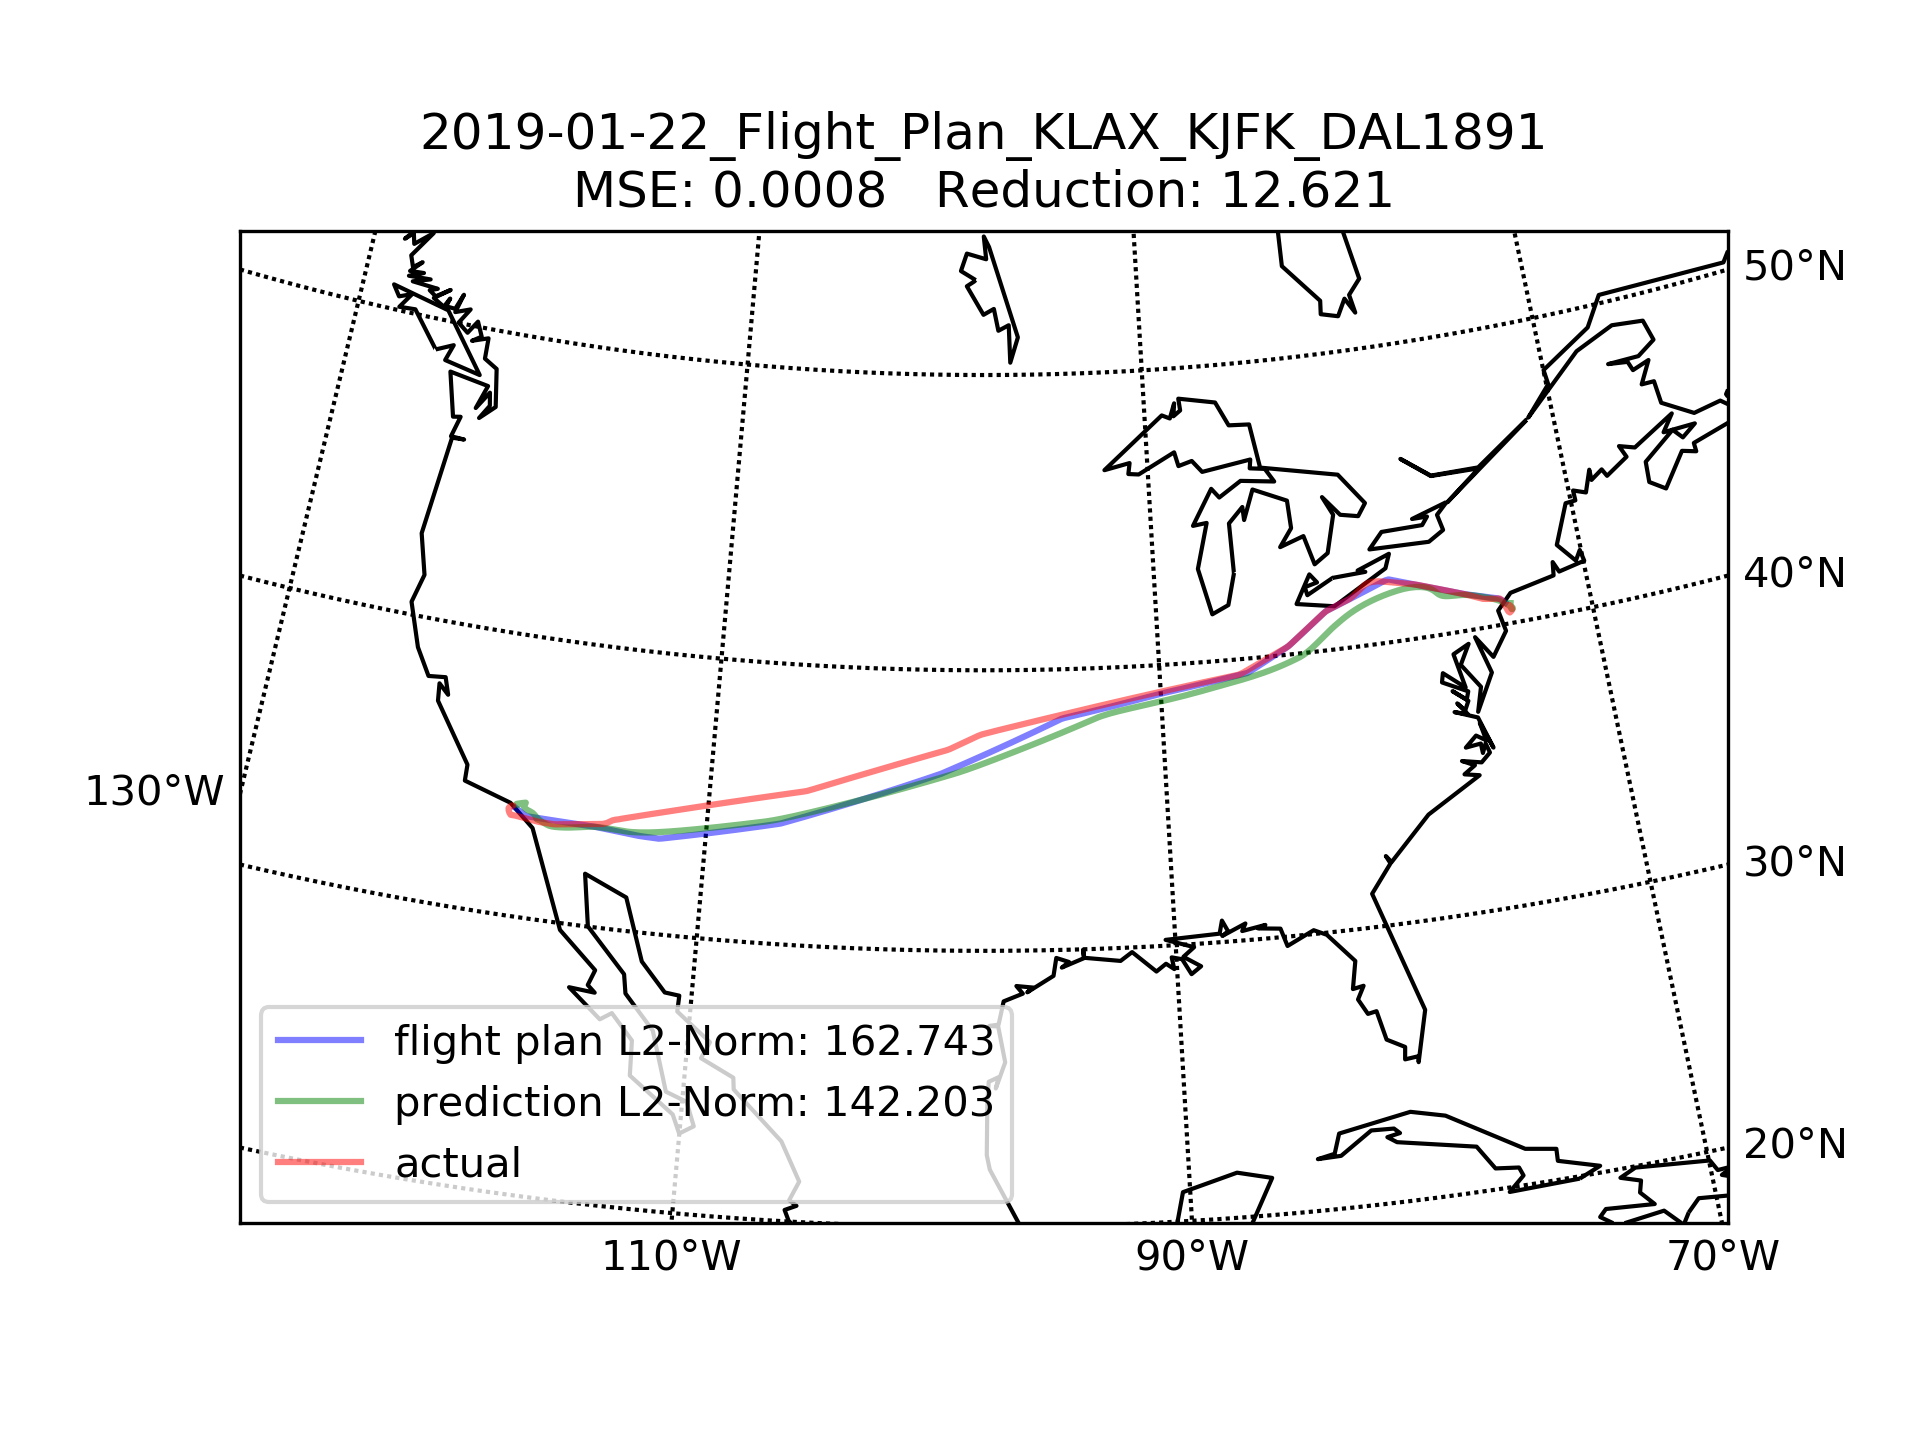 2019-01-22_Flight_Plan_KLAX_KJFK_DAL1891
MSE: 0.0008   Reduction: 12.621
50°N
40°N
130°W
30°N
flight plan L2-Norm: 162.743
prediction L2-Norm: 142.203
actual
20°N
110°W
90°W
70°W